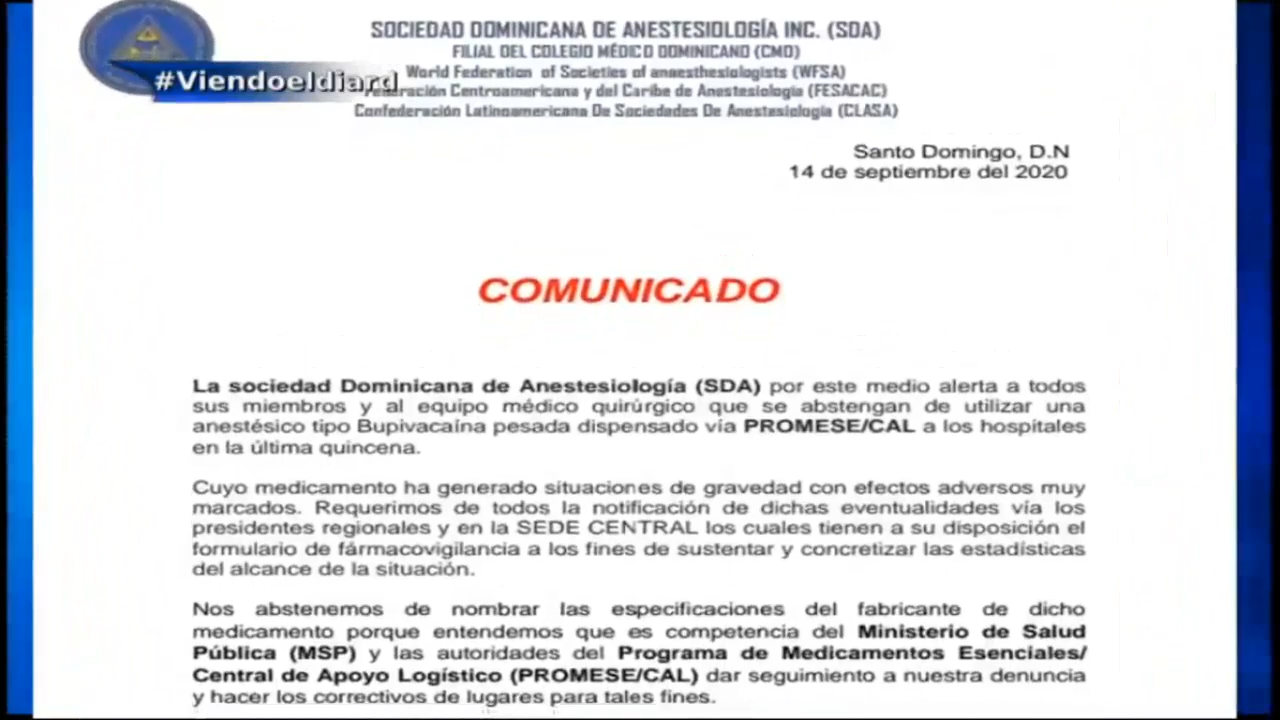 SOCIEDAD DOMINICANA DE ANESTESIOLOGÍA INC. (SDA)
FILIAL DEL COLEGIO MÉDICO DOMINICANO (CMD)
#Viendoeldiard
World Federation of Societies of anaesthesiologists (WFSA)
Centroamericana y del Caribe de Anestesiología (FESACAC)
Confederación Latinoamericana De Sociedades De Anestesiología (CLASA)
Santo Domingo, D.N
14 de septiembre del 2020
COMUNICADO
La sociedad Dominicana de Anestesiología (SDA) por este medio alerta a todos
sus miembros y al equipo médico quirúrgico que se abstengan de utilizar una
anestésico tipo Bupivacaína pesada dispensado vía PROMESE/CAL a los hospitales
en la última quincena.
Cuyo medicamento ha generado situaciones de gravedad con efectos adversos muy
marcados. Requerimos de todos la notificación de dichas eventualidades vía los
presidentes regionales y en la SEDE CENTRAL los cuales tienen a su disposición el
formulario de fármacovigilancia a los fines de sustentar y concretizar las estadísticas
del alcance de la situación.
Nos abstenemos de nombrar las especificaciones del fabricante de dicho
medicamento porque entendemos que es competencia del Ministerio de Salud
Pública (MSP) y las autoridades del Programa de Medicamentos Esenciales/
Central de Apoyo Logístico (PROMESE/CAL) dar seguimiento a nuestra denuncia
y hacer los correctivos de lugares para tales fines.